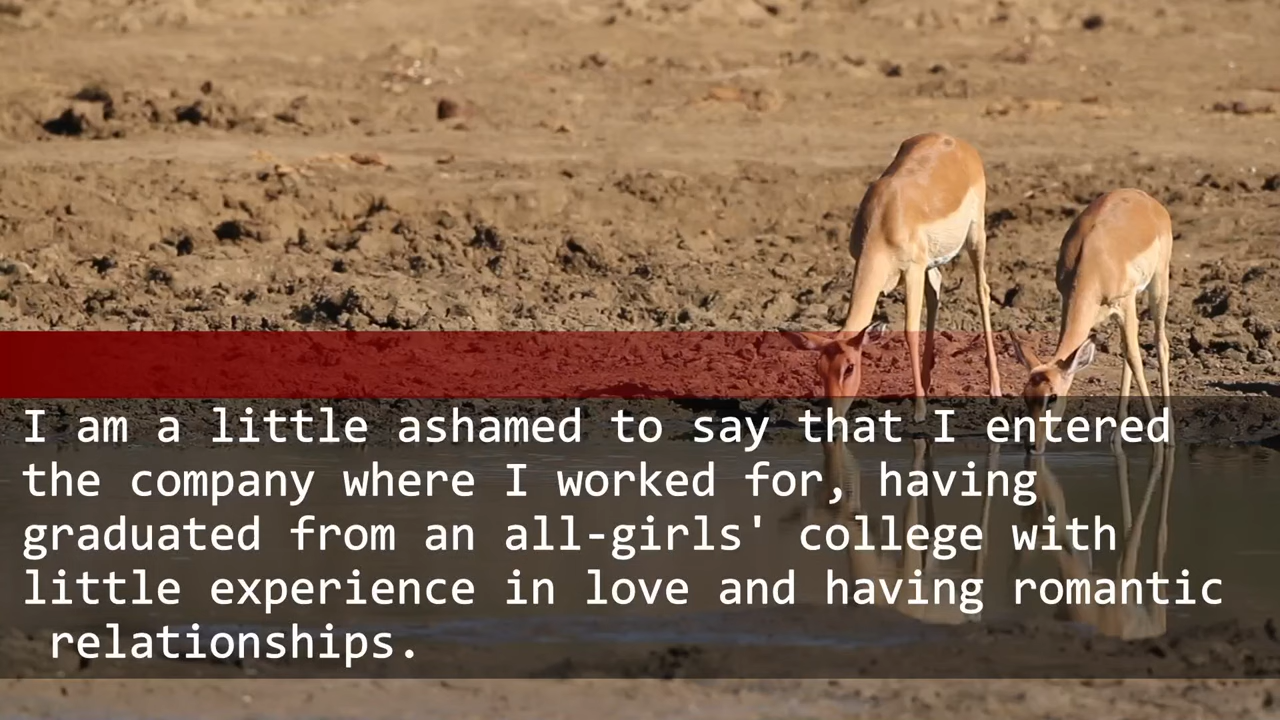 I am a little ashamed to say that I entered
the company where I worked for, having
graduated from an all-girls' college with
little experience in love and having romantic
relationships.